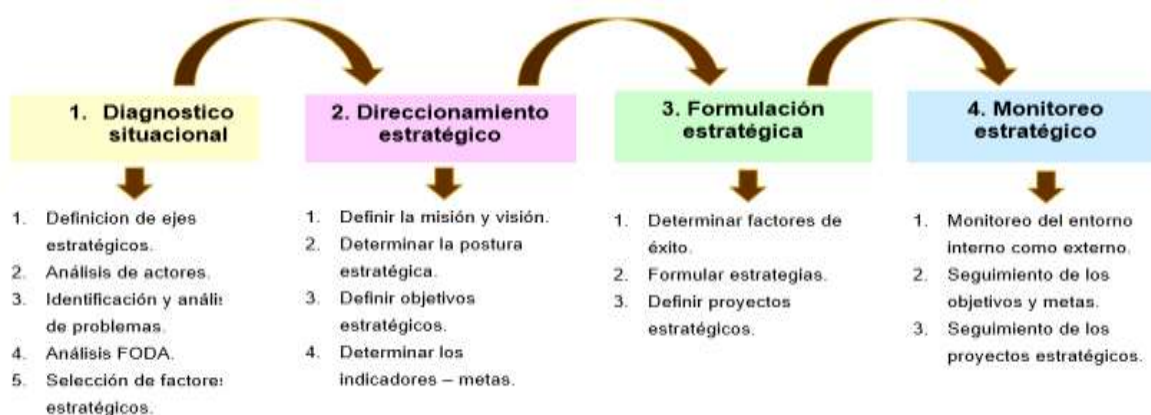 1. Diagnostico
situacional
1. Definicion de ejes
estratégicos.
2. Análisis de actores.
3. Identificación y anális
de problemas.
4. Análisis FODA.
5. Selección de factores
estratégicos.
2. Direccionamiento
estratégico
1. Definir la misión y visión.
2. Determinar la postura
estratégica.
3. Definir objetivos
estratégicos.
4. Determinar los
indicadores – metas.
3. Formulación
estratégica
1. Determinar factores de
éxito.
2. Formular estrategias.
3. Definir proyectos
estratégicos.
4. Monitoreo
estratégico
1. Monitoreo del entorno
interno como externo.
2. Seguimiento de los
objetivos y metas.
3. Seguimiento de los
proyectos estratégicos.